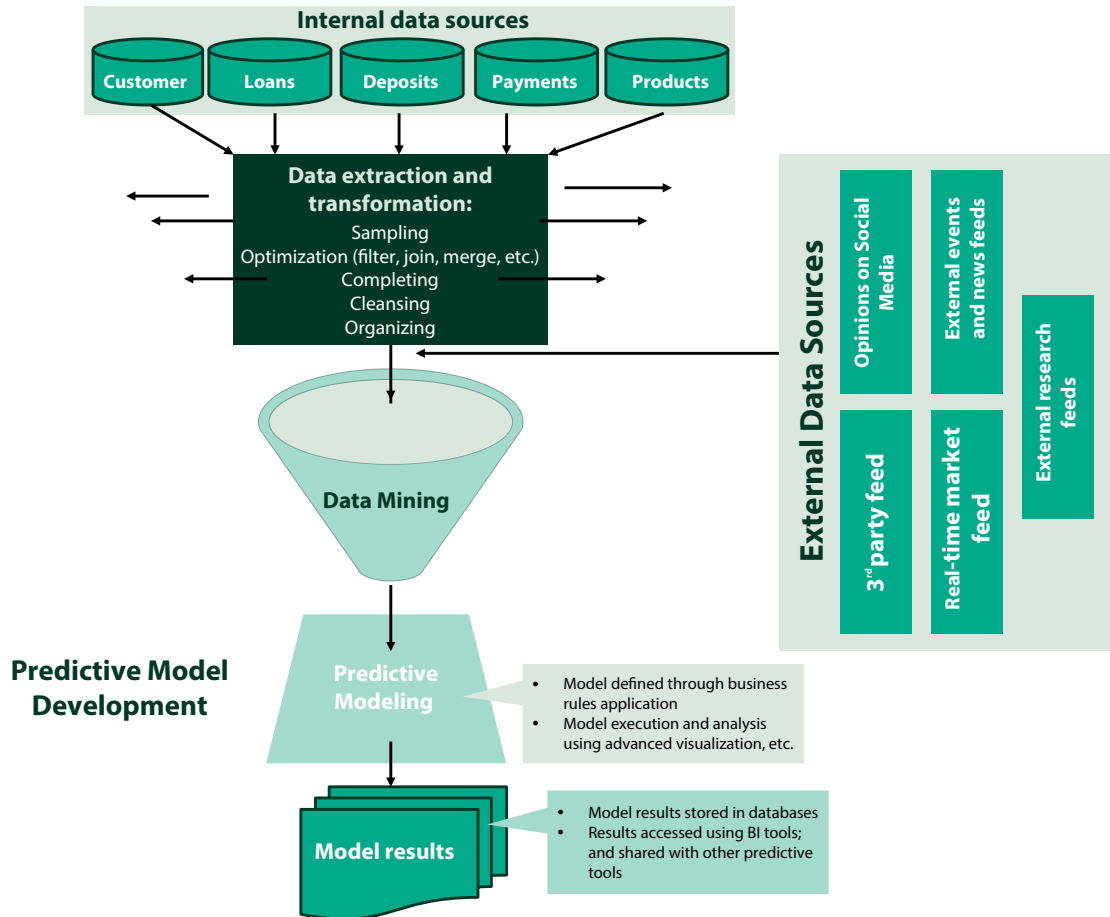 Internal data sources
Customer
Loans
Deposits
Payments
Products
Data extraction and
transformation:
Sampling
Optimization (filter, join, merge, etc.)
Completing
Cleansing
Organizing
External Data Sources
Opinions on Social
Media
External events
and news feeds
External research
feeds
3rd party feed
Real-time market
feed
Data Mining
Predictive Model
Development
Predictive
Modeling
• Model defined through business
rules application
• Model execution and analysis
using advanced visualization, etc.
Model results
• Model results stored in databases
• Results accessed using BI tools;
and shared with other predictive
tools